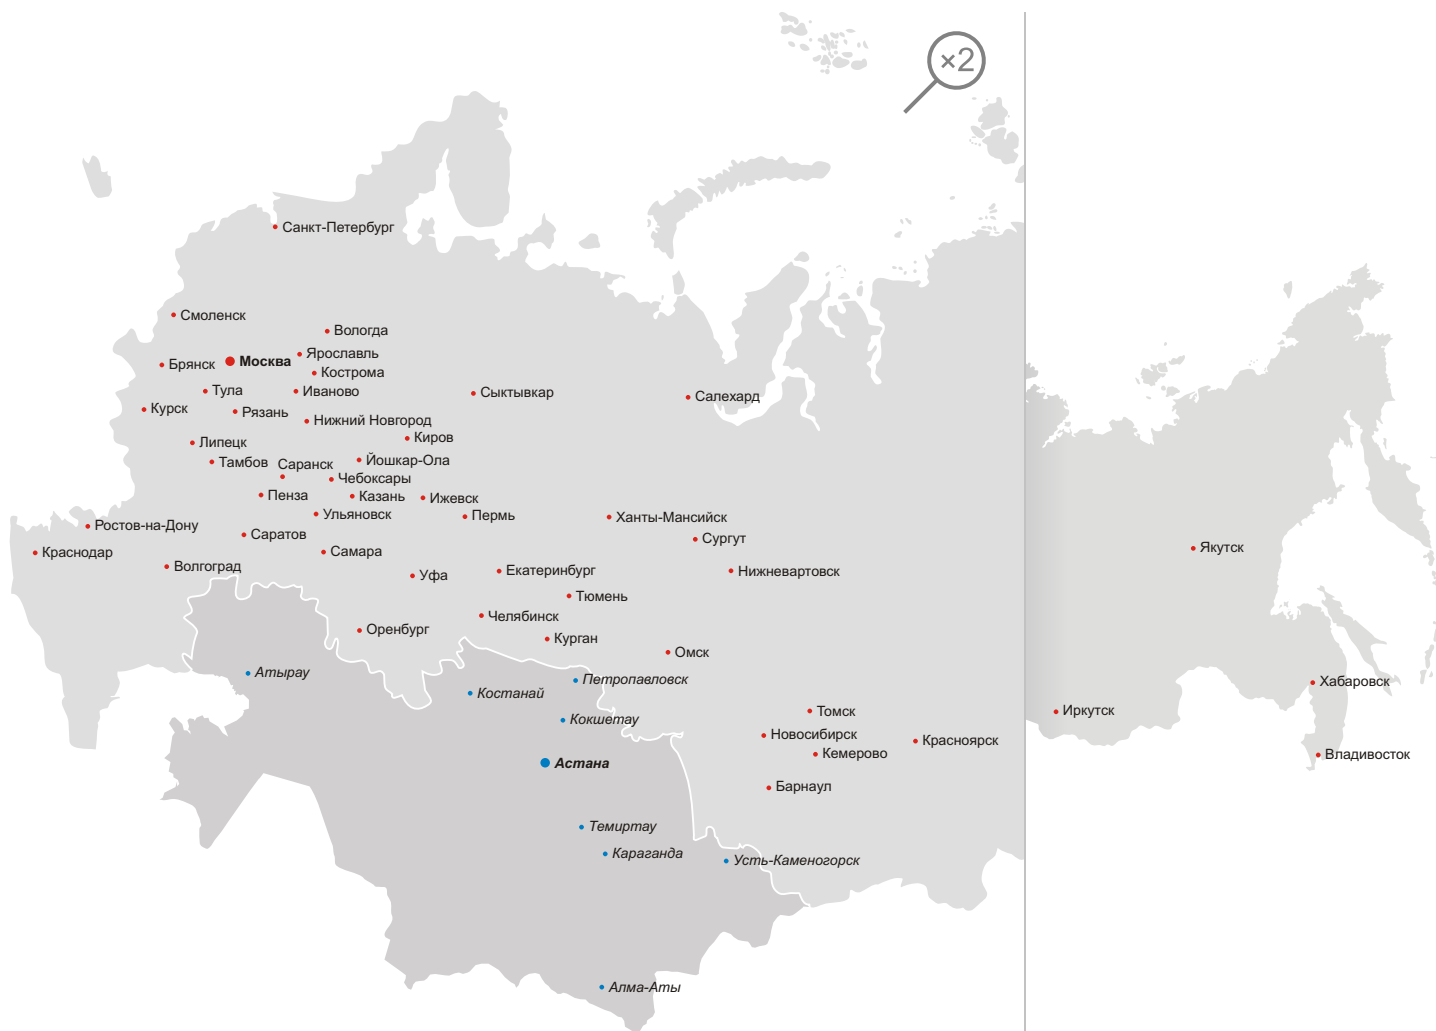 ×2
Санкт-Петербург
Смоленск
Вологда
Ярославль
Москва
Брянск
Кострома
Тула
Иваново
Сыктывкар
Салехард
Курск
Рязань
Нижний Новгород
Киров
Липецк
Тамбов
Саранск
Йошкар-Ола
Чебоксары
Пенза
Казань
Ижевск
Ульяновск
Пермь
Ханты-Мансийск
Ростов-на-Дону
Саратов
Сургут
Краснодар
Самара
Якутск
Волгоград
Уфа
Екатеринбург
Нижневартовск
Тюмень
Челябинск
Оренбург
Курган
Омск
Атырау
Петропавловск
Хабаровск
Костанай
Томск
Иркутск
Кокшетау
Новосибирск
Красноярск
Кемерово
Владивосток
Астана
Барнаул
Темиртау
Караганда
Усть-Каменогорск
Алма-Аты